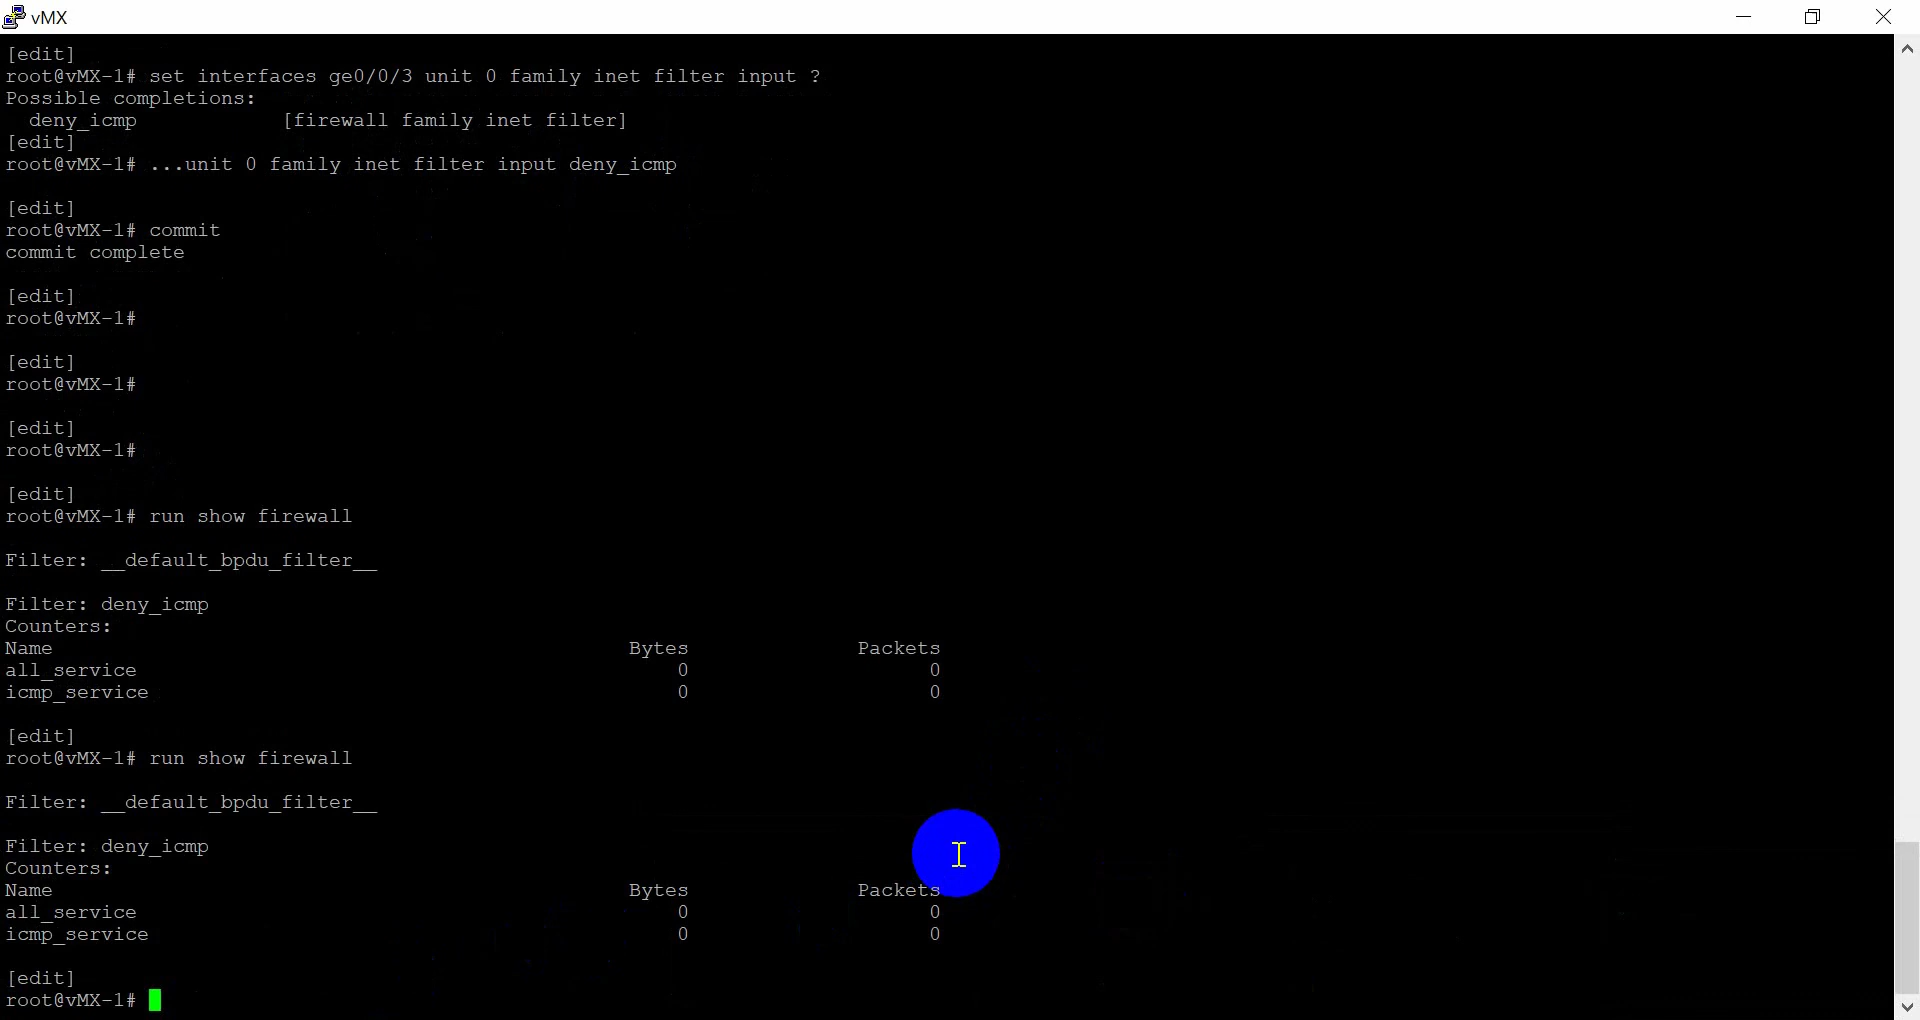 vMX
[edit]
root@vMX-1# set interfaces ge0/0/3 unit 0 family inet filter input ?
Possible completions:
  deny_icmp            [firewall family inet filter]
[edit]
root@vMX-1# ...unit 0 family inet filter input deny_icmp
[edit]
root@vMX-1# commit
commit complete
[edit]
root@vMX-1#
[edit]
root@vMX-1#
[edit]
root@vMX-1#
[edit]
root@vMX-1# run show firewall
Filter: __default_bpdu_filter__
Filter: deny_icmp
Counters:
Name                                                Bytes              Packets
all_service                                             0                    0
icmp_service                                            0                    0
[edit]
root@vMX-1# run show firewall
Filter: __default_bpdu_filter__
Filter: deny_icmp
Counters:
Name                                                Bytes              Packets
all_service                                             0                    0
icmp_service                                            0                    0
[edit]
root@vMX-1#